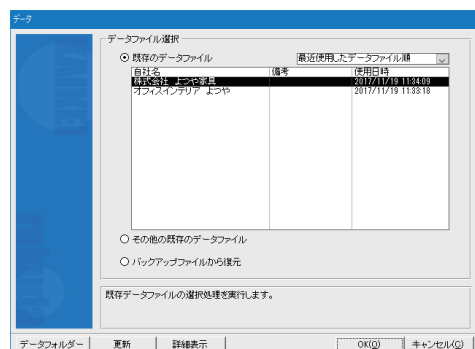 データ
データファイル選択
既存のデータファイル
最近使用したデータファイル順
自社名 備考 使用日時
株式会社 よつや家具 2017/11/19 11:34:09
オフィスインテリア よつや 2017/11/19 11:33:18
その他の既存のデータファイル
バックアップファイルから復元
既存データファイルの選択処理を実行します。
データフォルダー 更新 詳細表示 OK(O) キャンセル(C)